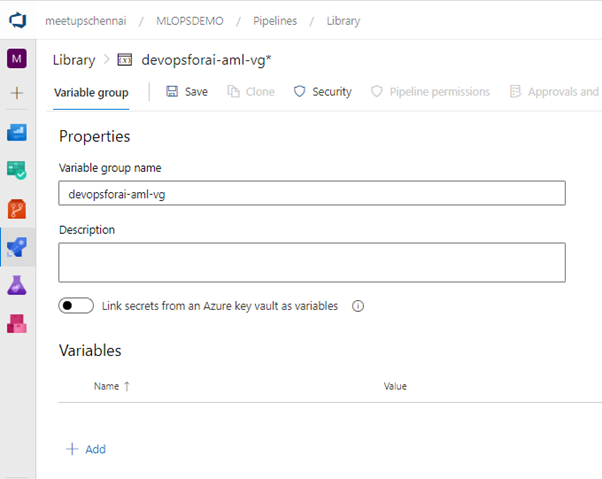 meetupschennai / MLOPSDEMO / Pipelines / Library
M
Library > devopsforai-aml-vg*
Variable group Save Clone Security Pipeline permissions Approvals and
Properties
Variable group name
devopsforai-aml-vg
Description
Link secrets from an Azure key vault as variables
Variables
Name ↑ Value
+ Add